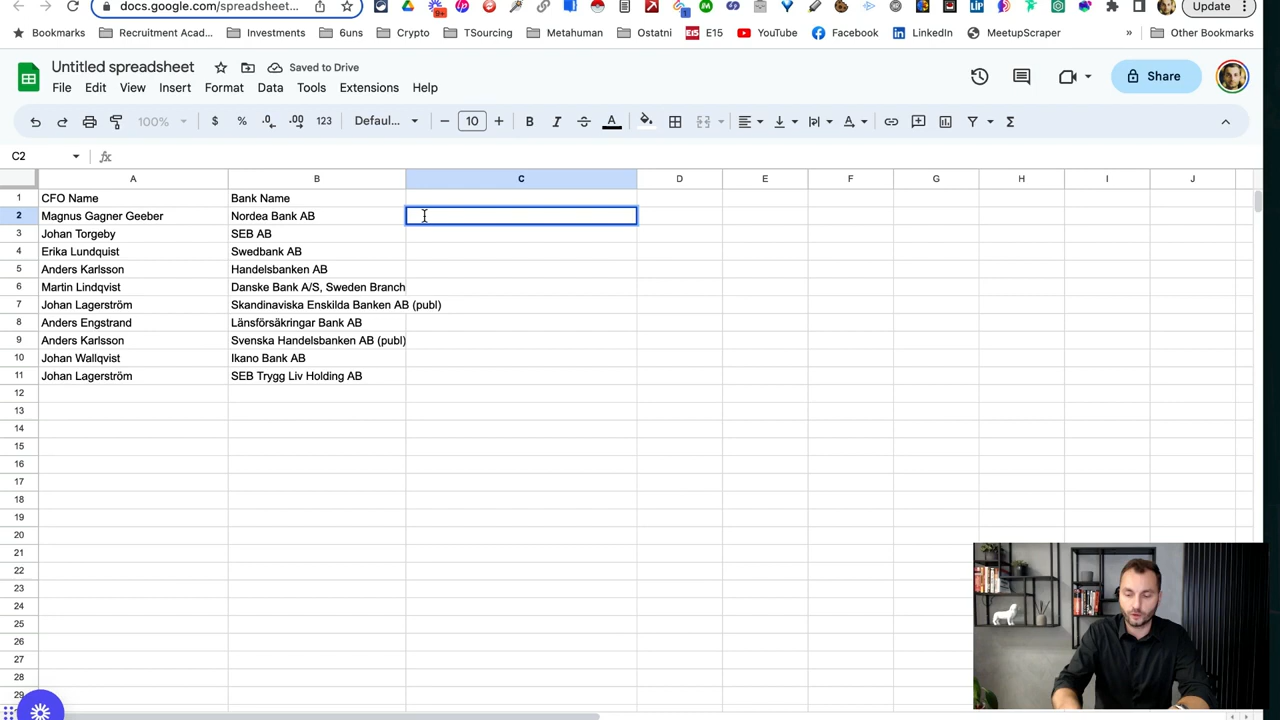 docs.google.com/spreadsheet...
Update
Bookmarks
Recruitment Acad...
Investments
6uns
Crypto
TSourcing
Metahuman
Ostatni
E15
YouTube
Facebook
LinkedIn
MeetupScraper
»
Other Bookmarks
Untitled spreadsheet
Saved to Drive
File Edit View Insert Format Data Tools Extensions Help
Share
100%
$ % .0 .00 123
Defaul...
10
C2
fx
A B C D E F G H I J
1 CFO Name Bank Name
2 Magnus Gagner Geeber Nordea Bank AB
3 Johan Torgeby SEB AB
4 Erika Lundquist Swedbank AB
5 Anders Karlsson Handelsbanken AB
6 Martin Lindqvist Danske Bank A/S, Sweden Branch
7 Johan Lagerström Skandinaviska Enskilda Banken AB (publ)
8 Anders Engstrand Länsförsäkringar Bank AB
9 Anders Karlsson Svenska Handelsbanken AB (publ)
10 Johan Wallqvist Ikano Bank AB
11 Johan Lagerström SEB Trygg Liv Holding AB
12
13
14
15
16
17
18
19
20
21
22
23
24
25
26
27
28
29